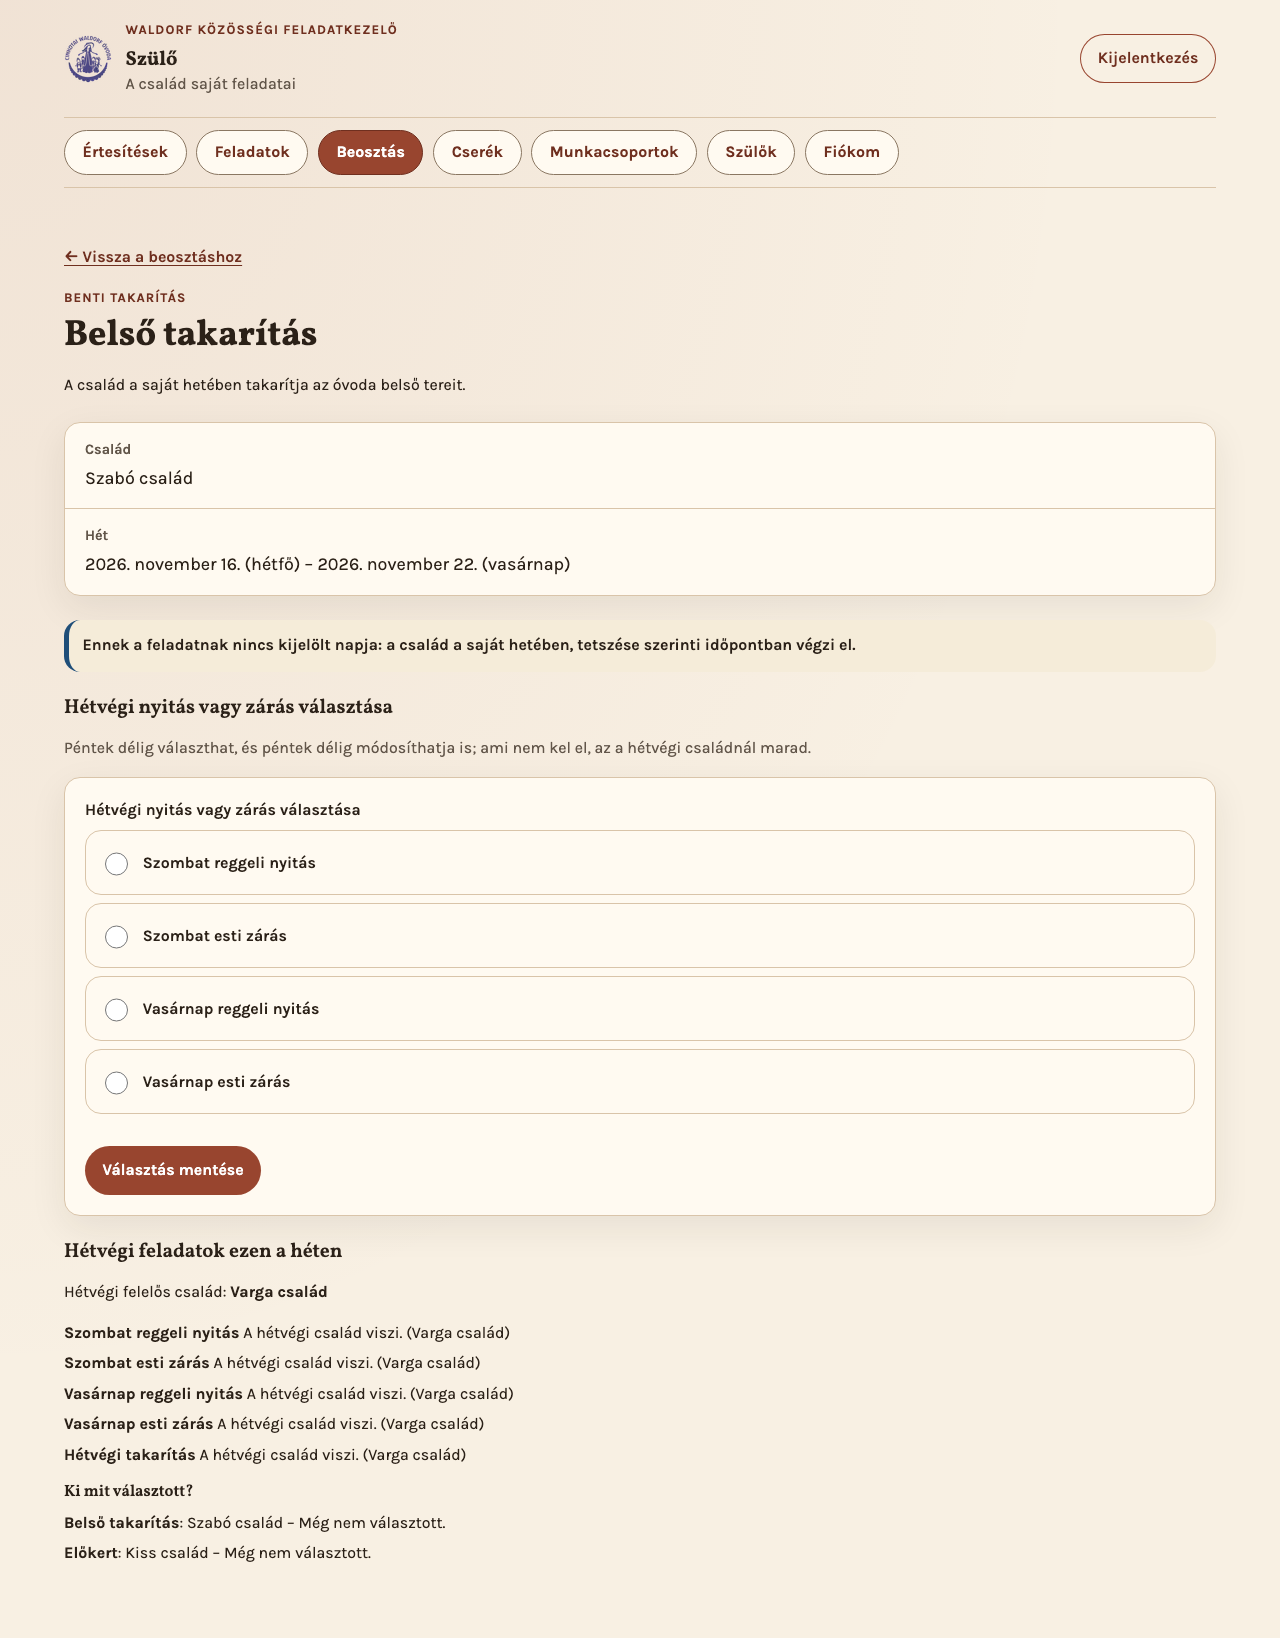 WALDORF KÖZÖSSÉGI FELADATKEZELŐ
Szülő
A család saját feladatai
Kijelentkezés
Értesítések
Feladatok
Beosztás
Cserék
Munkacsoportok
Szülők
Fiókom
← Vissza a beosztáshoz
BENTI TAKARÍTÁS
Belső takarítás
A család a saját hetében takarítja az óvoda belső tereit.
Család
Szabó család
Hét
2026. november 16. (hétfő) – 2026. november 22. (vasárnap)
Ennek a feladatnak nincs kijelölt napja: a család a saját hetében, tetszése szerinti időpontban végzi el.
Hétvégi nyitás vagy zárás választása
Péntek délig választhat, és péntek délig módosíthatja is; ami nem kel el, az a hétvégi családnál marad.
Hétvégi nyitás vagy zárás választása
Szombat reggeli nyitás
Szombat esti zárás
Vasárnap reggeli nyitás
Vasárnap esti zárás
Választás mentése
Hétvégi feladatok ezen a héten
Hétvégi felelős család: Varga család
Szombat reggeli nyitás A hétvégi család viszi. (Varga család)
Szombat esti zárás A hétvégi család viszi. (Varga család)
Vasárnap reggeli nyitás A hétvégi család viszi. (Varga család)
Vasárnap esti zárás A hétvégi család viszi. (Varga család)
Hétvégi takarítás A hétvégi család viszi. (Varga család)
Ki mit választott?
Belső takarítás: Szabó család – Még nem választott.
Előkert: Kiss család – Még nem választott.